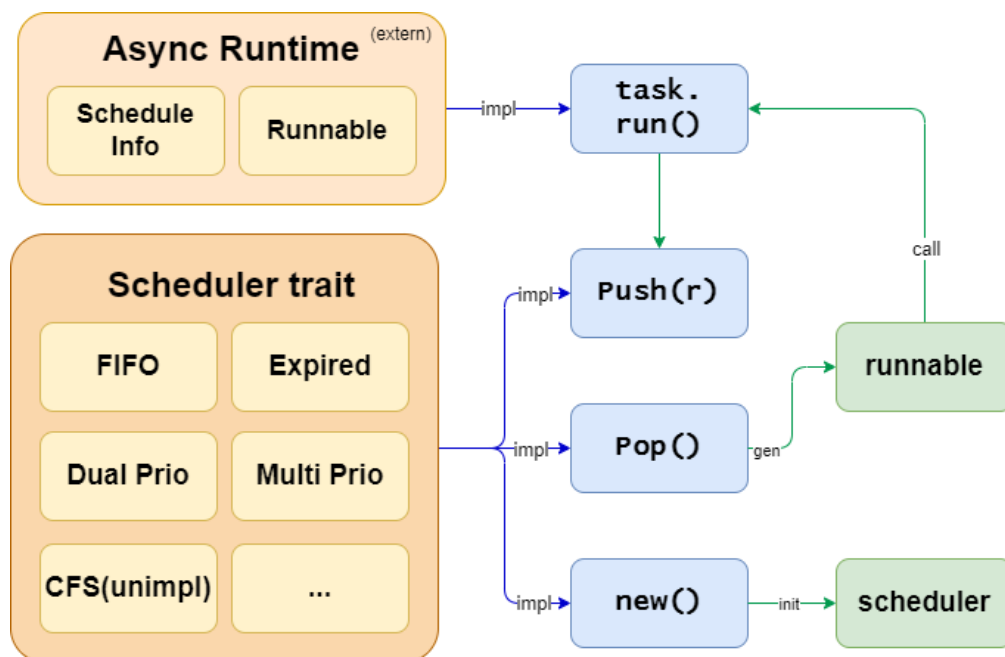 Async Runtime
(extern)
Schedule
Info
Runnable
impl
task.
run()
call
Scheduler trait
FIFO
Expired
Dual Prio
Multi Prio
CFS(unimpl)
...
impl
Push(r)
impl
Pop()
gen
runnable
impl
new()
init
scheduler